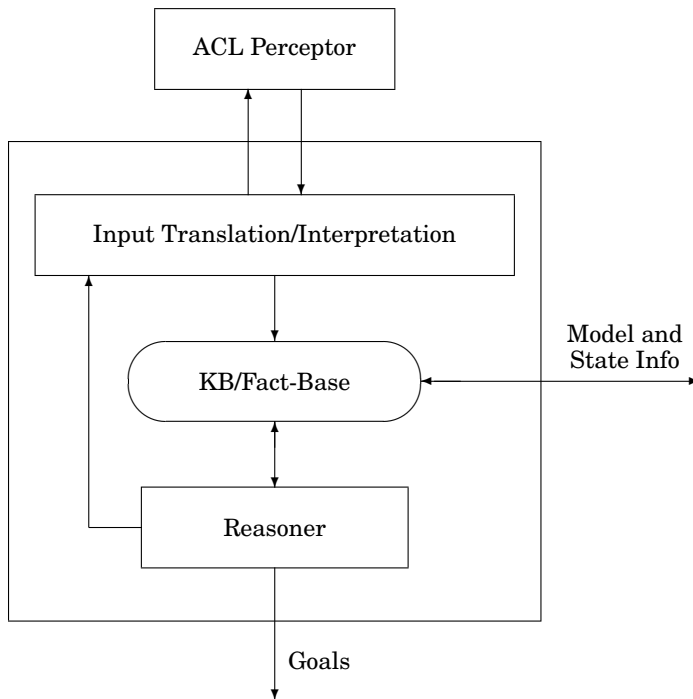 ACL Perceptor
Input Translation/Interpretation
Model and
State Info
KB/Fact-Base
Reasoner
Goals